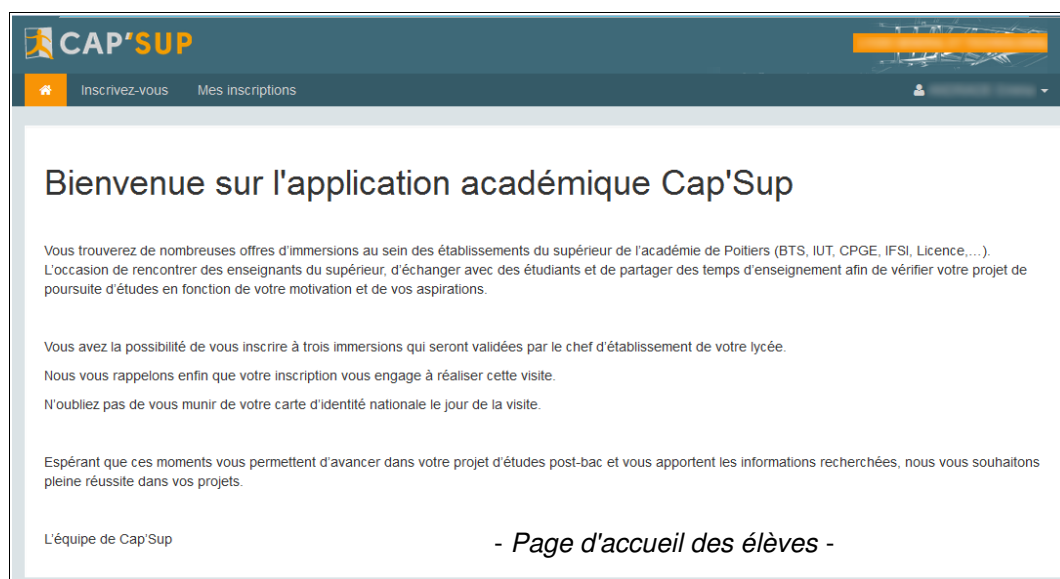 CAP'SUP
Inscrivez-vous Mes inscriptions
Bienvenue sur l'application académique Cap'Sup
Vous trouverez de nombreuses offres d'immersions au sein des établissements du supérieur de l'académie de Poitiers (BTS, IUT, CPGE, IFSI, Licence,...).
L'occasion de rencontrer des enseignants du supérieur, d'échanger avec des étudiants et de partager des temps d'enseignement afin de vérifier votre projet de
poursuite d'études en fonction de votre motivation et de vos aspirations.
Vous avez la possibilité de vous inscrire à trois immersions qui seront validées par le chef d'établissement de votre lycée.
Nous vous rappelons enfin que votre inscription vous engage à réaliser cette visite.
N'oubliez pas de vous munir de votre carte d'identité nationale le jour de la visite.
Espérant que ces moments vous permettent d'avancer dans votre projet d'études post-bac et vous apportent les informations recherchées, nous vous souhaitons
pleine réussite dans vos projets.
L'équipe de Cap'Sup
- Page d'accueil des élèves -